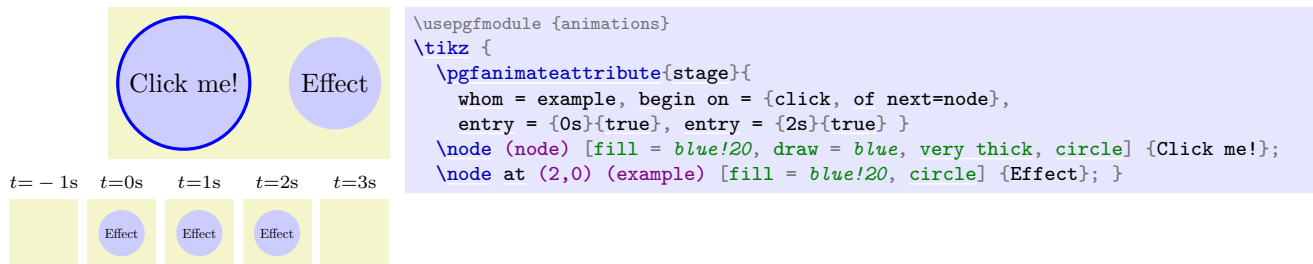 Click me! Effect
t= − 1s t=0s t=1s t=2s t=3s
Effect Effect Effect
\usepgfmodule {animations}
\tikz {
  \pgfanimateattribute{stage}{
    whom = example, begin on = {click, of next=node},
    entry = {0s}{true}, entry = {2s}{true} }
  \node (node) [fill = blue!20, draw = blue, very thick, circle] {Click me!};
  \node at (2,0) (example) [fill = blue!20, circle] {Effect}; }